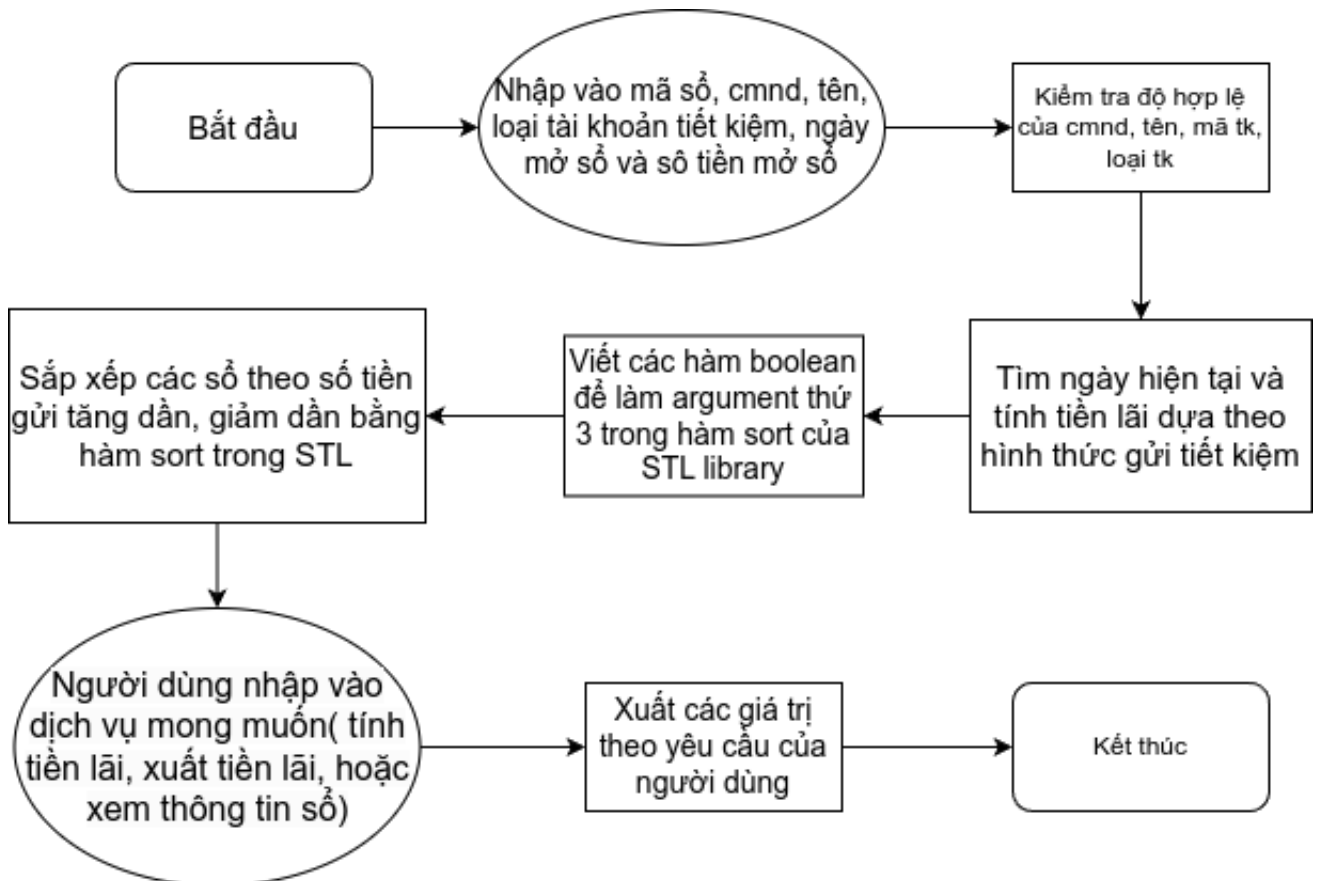 Bắt đầu
Nhập vào mã sổ, cmnd, tên,
loại tài khoản tiết kiệm, ngày
mở sổ và sô tiền mở sổ
Kiểm tra độ hợp lệ
của cmnd, tên, mã tk,
loại tk
Tìm ngày hiện tại và
tính tiền lãi dựa theo
hình thức gửi tiết kiệm
Viết các hàm boolean
để làm argument thứ
3 trong hàm sort của
STL library
Sắp xếp các sổ theo số tiền
gửi tăng dần, giảm dần bằng
hàm sort trong STL
Người dùng nhập vào
dịch vụ mong muốn( tính
tiền lãi, xuất tiền lãi, hoặc
xem thông tin sổ)
Xuất các giá trị
theo yêu cầu của
người dùng
Kết thúc